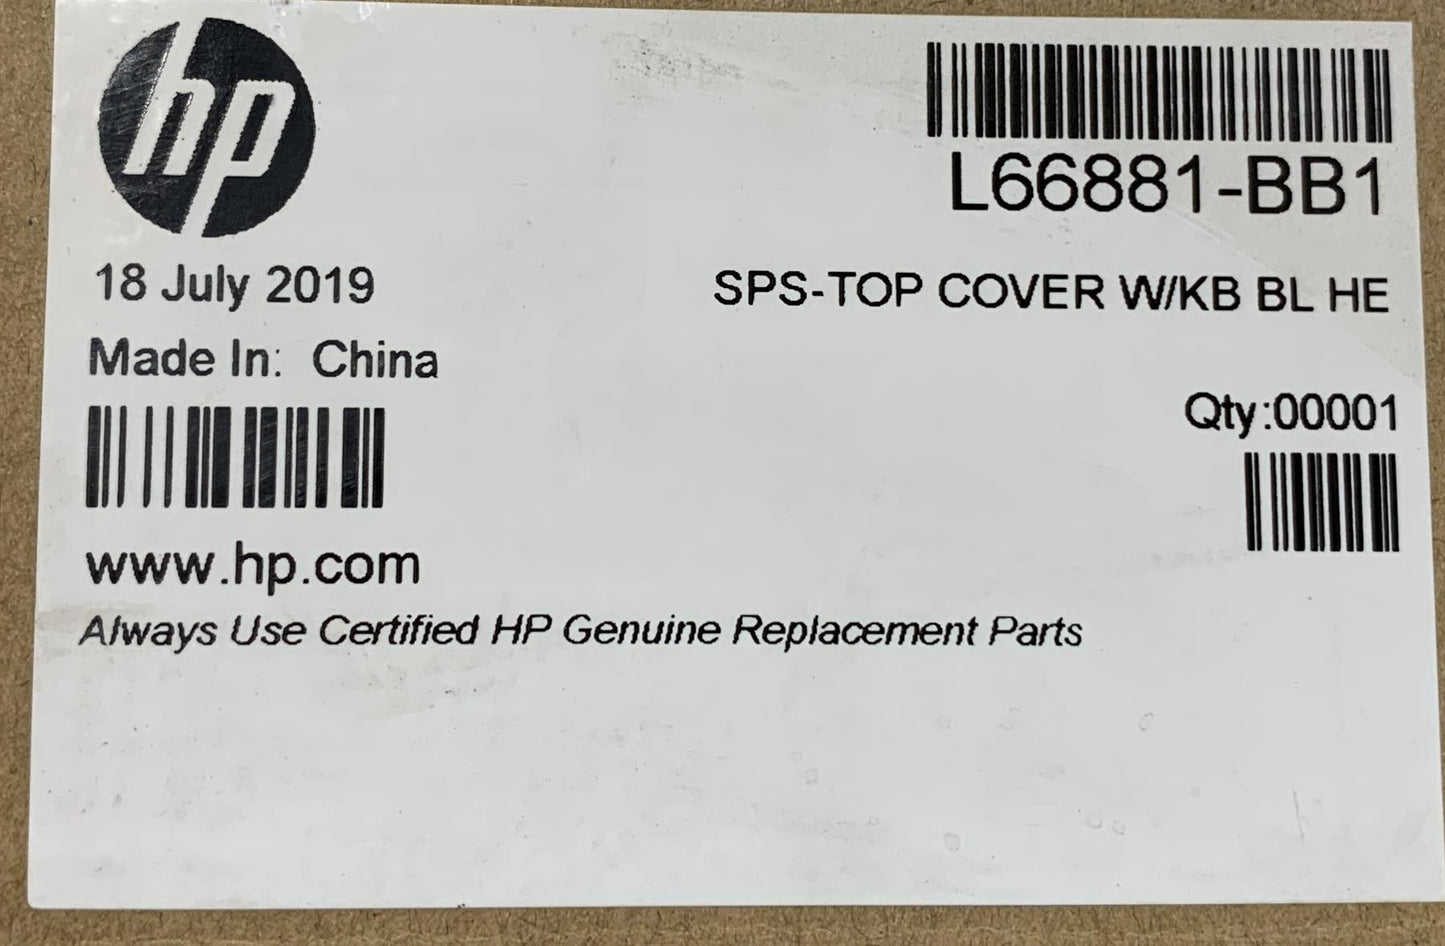 hp
L66881-BB1
18 July 2019
SPS-TOP COVER W/KB BL HE
Made In: China
Qty:00001
www.hp.com
Always Use Certified HP Genuine Replacement Parts